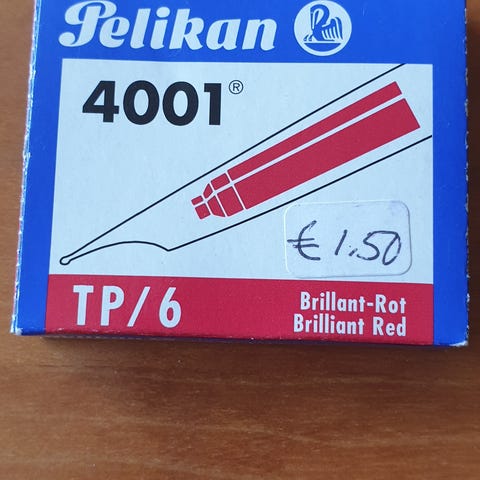 Pelikan
4001®
€ 1.50
TP/6
Brillant-Rot
Brilliant Red